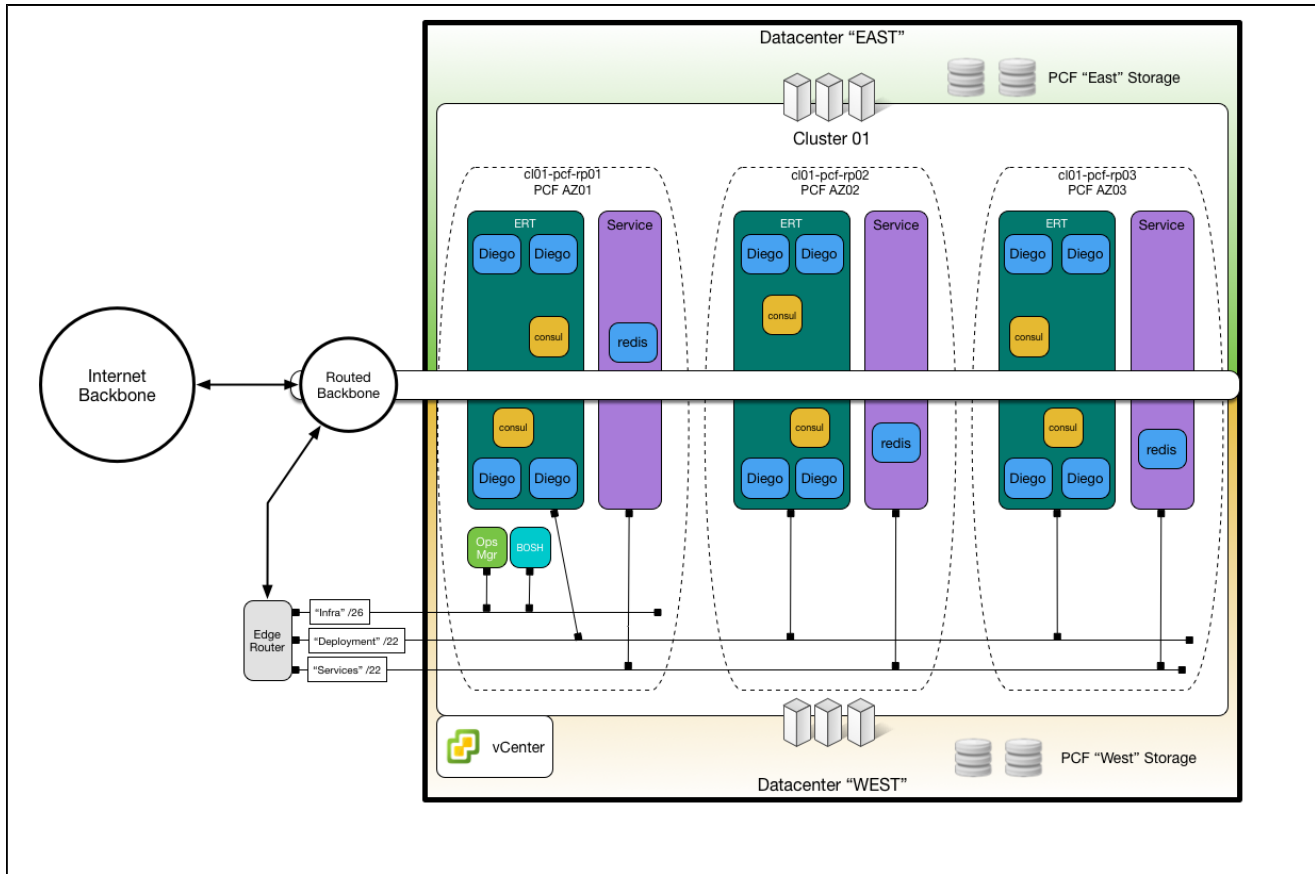 Datacenter “EAST”
PCF “East” Storage
Cluster 01
cl01-pcf-rp01
PCF AZ01
cl01-pcf-rp02
PCF AZ02
cl01-pcf-rp03
PCF AZ03
ERT
Service
ERT
Service
ERT
Service
Diego
Diego
Diego
Diego
Diego
Diego
consul
redis
consul
consul
Internet
Backbone
Routed
Backbone
consul
consul
redis
consul
redis
Diego
Diego
Diego
Diego
Diego
Diego
Ops
Mgr
BOSH
Edge
Router
“Infra” /26
“Deployment” /22
“Services” /22
vCenter
PCF “West” Storage
Datacenter “WEST”